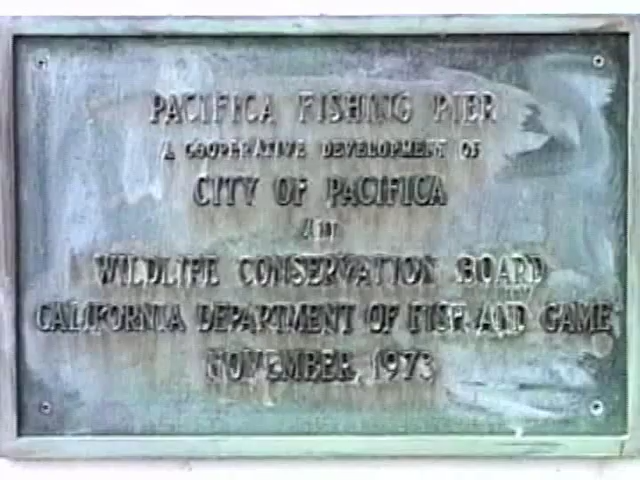 PACIFICA FISHING PIER
A COOPERATIVE DEVELOPMENT OF
CITY OF PACIFICA
AND
WILDLIFE CONSERVATION BOARD
CALIFORNIA DEPARTMENT OF FISH AND GAME
NOVEMBER, 1973